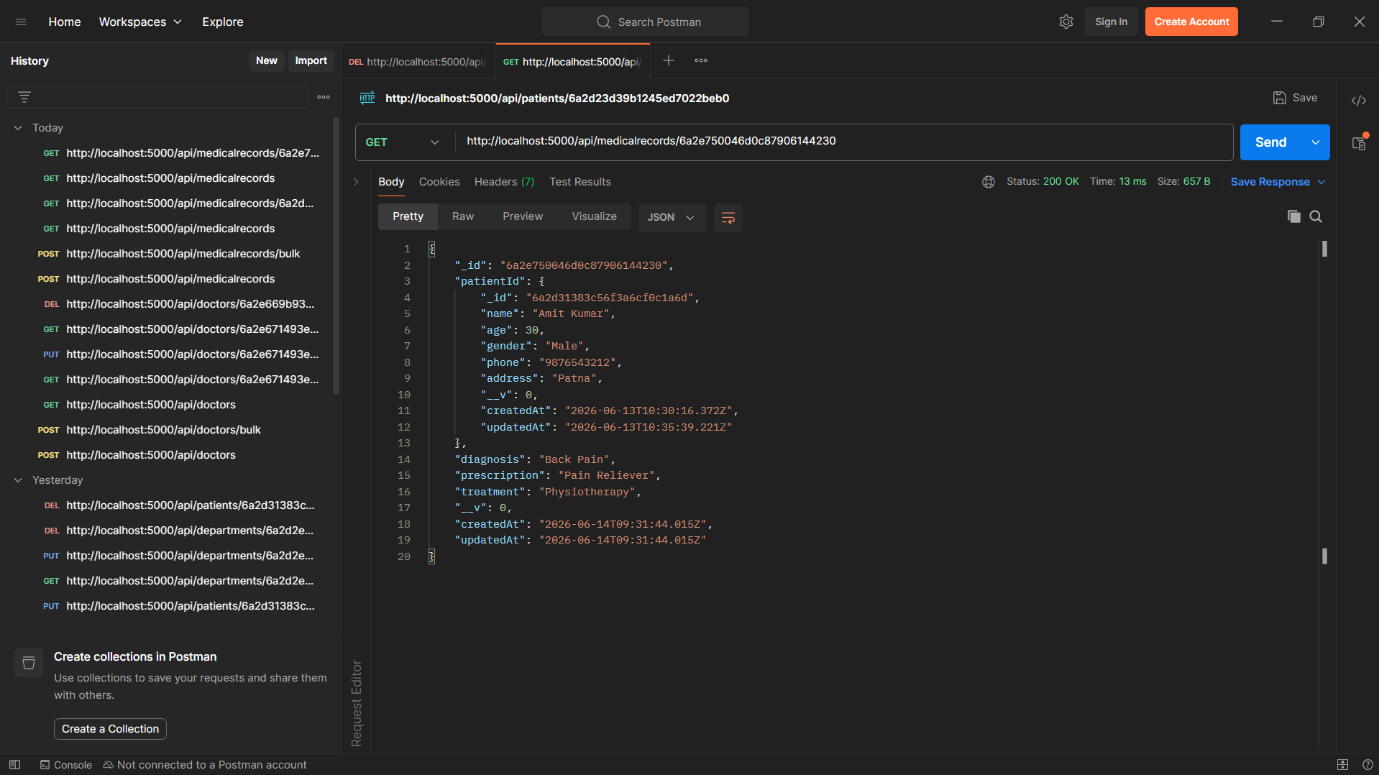 Home Workspaces Explore Search Postman Sign In Create Account
History New Import
DEL http://localhost:5000/api/
GET http://localhost:5000/api/
HTTP http://localhost:5000/api/patients/6a2d23d39b1245ed7022beb0 Save
Today
GET http://localhost:5000/api/medicalrecords/6a2e7...
GET http://localhost:5000/api/medicalrecords
GET http://localhost:5000/api/medicalrecords/6a2d...
GET http://localhost:5000/api/medicalrecords
POST http://localhost:5000/api/medicalrecords/bulk
POST http://localhost:5000/api/medicalrecords
DEL http://localhost:5000/api/doctors/6a2e669b93...
GET http://localhost:5000/api/doctors/6a2e671493e...
PUT http://localhost:5000/api/doctors/6a2e671493e...
GET http://localhost:5000/api/doctors/6a2e671493e...
GET http://localhost:5000/api/doctors
POST http://localhost:5000/api/doctors/bulk
POST http://localhost:5000/api/doctors
Yesterday
DEL http://localhost:5000/api/patients/6a2d31383c...
DEL http://localhost:5000/api/departments/6a2d2e...
PUT http://localhost:5000/api/departments/6a2d2e...
GET http://localhost:5000/api/departments/6a2d2e...
PUT http://localhost:5000/api/patients/6a2d31383c...
Create collections in Postman
Use collections to save your requests and share them
with others.
Create a Collection
GET http://localhost:5000/api/medicalrecords/6a2e750046d0c87906144230 Send
Body Cookies Headers (7) Test Results Status: 200 OK Time: 13 ms Size: 657 B Save Response
Pretty Raw Preview Visualize JSON
1 {
2 "_id": "6a2e750046d0c87906144230",
3 "patientId": {
4 "_id": "6a2d31383c56f3a6cf0c1a6d",
5 "name": "Amit Kumar",
6 "age": 30,
7 "gender": "Male",
8 "phone": "9876543212",
9 "address": "Patna",
10 "__v": 0,
11 "createdAt": "2026-06-13T10:30:16.372Z",
12 "updatedAt": "2026-06-13T10:35:39.221Z"
13 },
14 "diagnosis": "Back Pain",
15 "prescription": "Pain Reliever",
16 "treatment": "Physiotherapy",
17 "__v": 0,
18 "createdAt": "2026-06-14T09:31:44.015Z",
19 "updatedAt": "2026-06-14T09:31:44.015Z"
20 }
Request Editor
Console Not connected to a Postman account